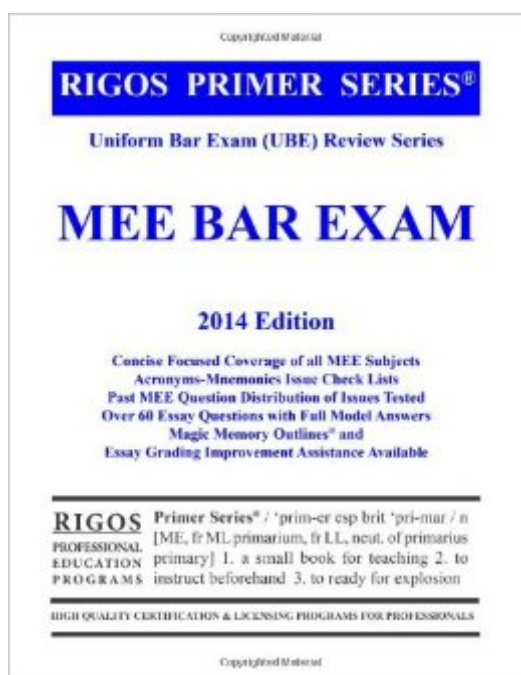 Copyrighted Material
RIGOS PRIMER SERIES®
Uniform Bar Exam (UBE) Review Series
MEE BAR EXAM
2014 Edition
Concise Focused Coverage of all MEE Subjects
Acronyms-Mnemonics Issue Check Lists
Past MEE Question Distribution of Issues Tested
Over 60 Essay Questions with Full Model Answers
Magic Memory Outlines® and
Essay Grading Improvement Assistance Available
RIGOS
PROFESSIONAL
EDUCATION
PROGRAMS
Primer Series® / 'prim-er esp brit 'pri-mar / n
[ME, fr ML primarium, fr LL, neut. of primarius
primary] 1. a small book for teaching 2. to
instruct beforehand 3. to ready for explosion
HIGH QUALITY CERTIFICATION & LICENSING PROGRAMS FOR PROFESSIONALS
Copyrighted Material